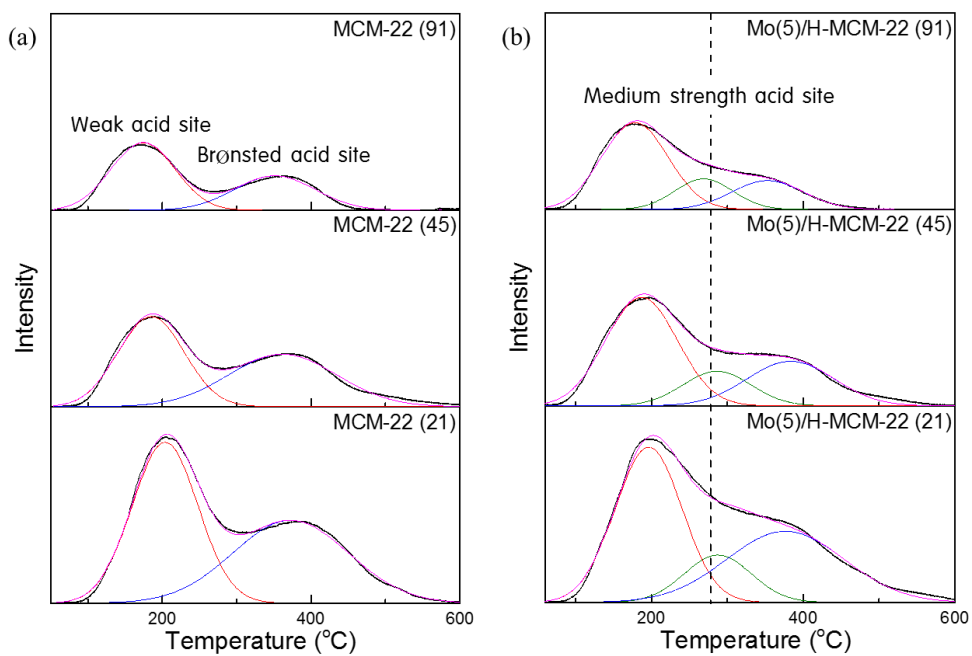 (a)
MCM-22 (91)
Weak acid site
Brønsted acid site
MCM-22 (45)
MCM-22 (21)
Intensity
200
400
600
Temperature (°C)
(b)
Mo(5)/H-MCM-22 (91)
Medium strength acid site
Mo(5)/H-MCM-22 (45)
Mo(5)/H-MCM-22 (21)
Intensity
200
400
600
Temperature (°C)